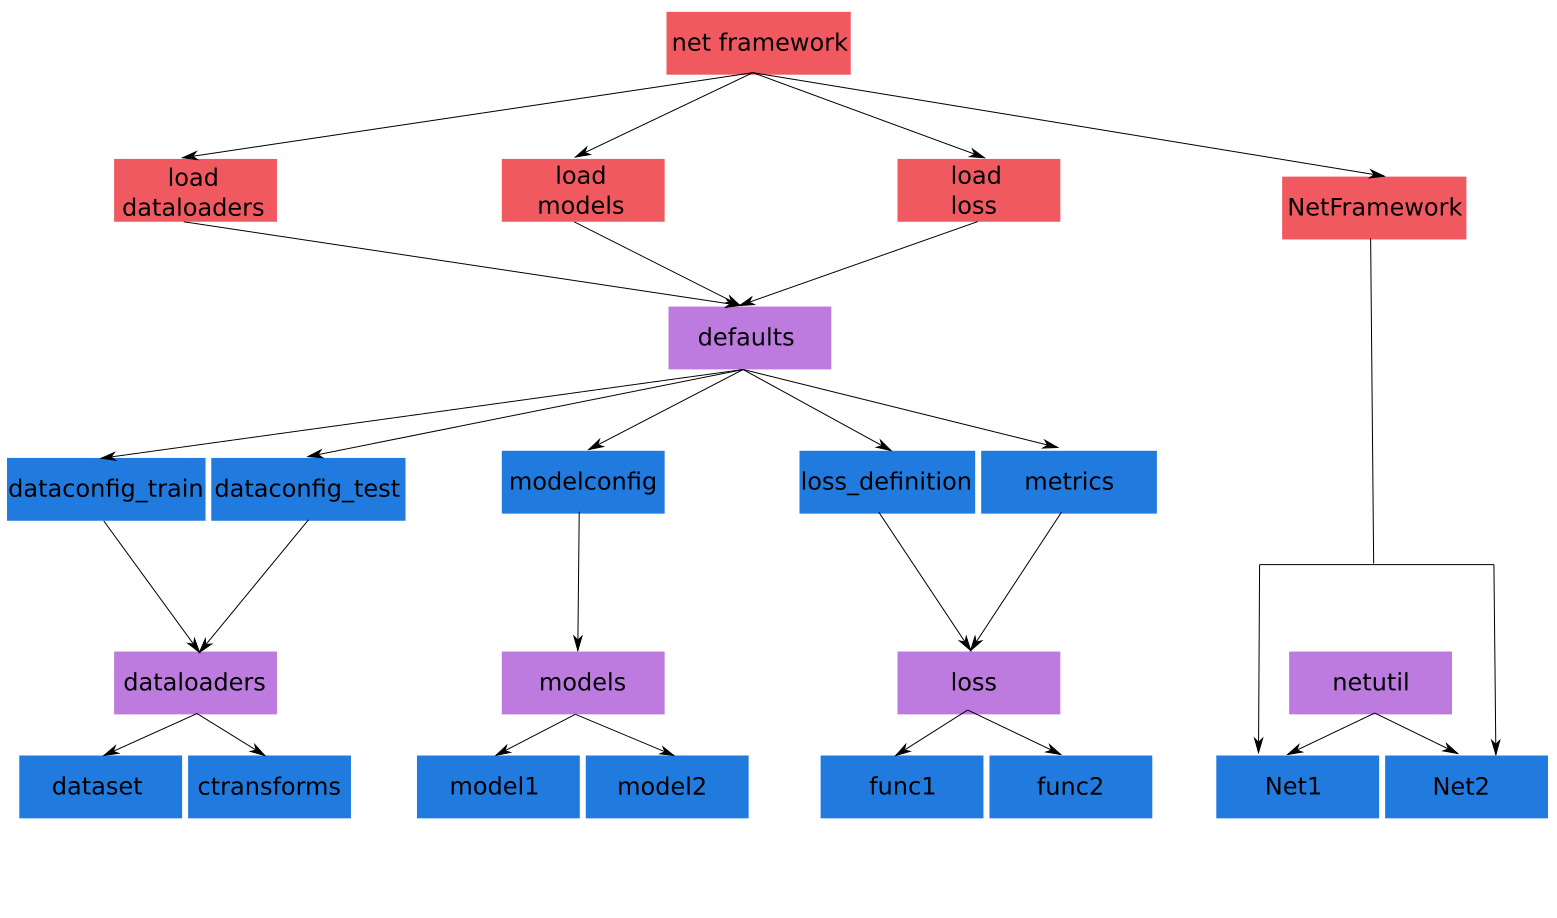 net framework
load
dataloaders
load
models
load
loss
NetFramework
defaults
dataconfig_train
dataconfig_test
modelconfig
loss_definition
metrics
dataloaders
models
loss
netutil
dataset
ctransforms
model1
model2
func1
func2
Net1
Net2